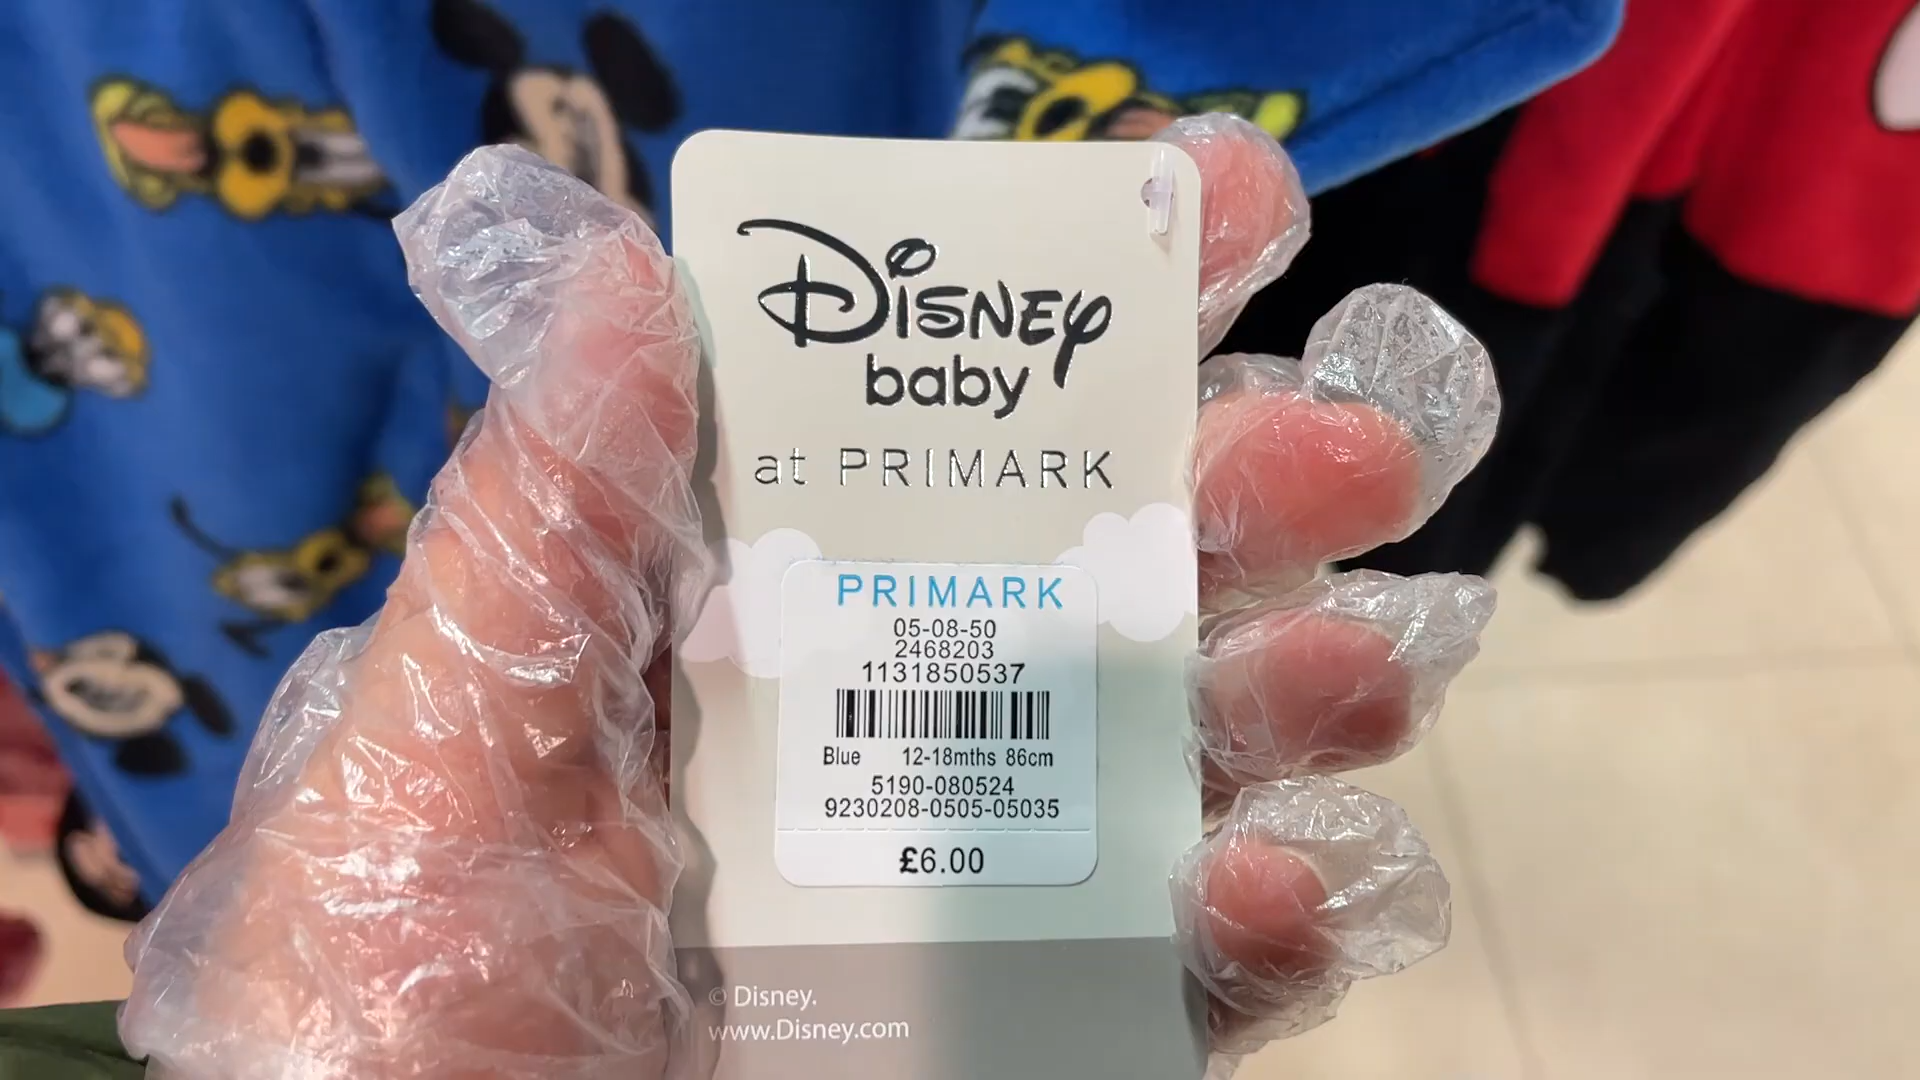 Disney
baby
at PRIMARK
PRIMARK
05-08-50
2468203
1131850537
Blue 12-18mths 86cm
5190-080524
9230208-0505-05035
£6.00
© Disney.
www.Disney.com